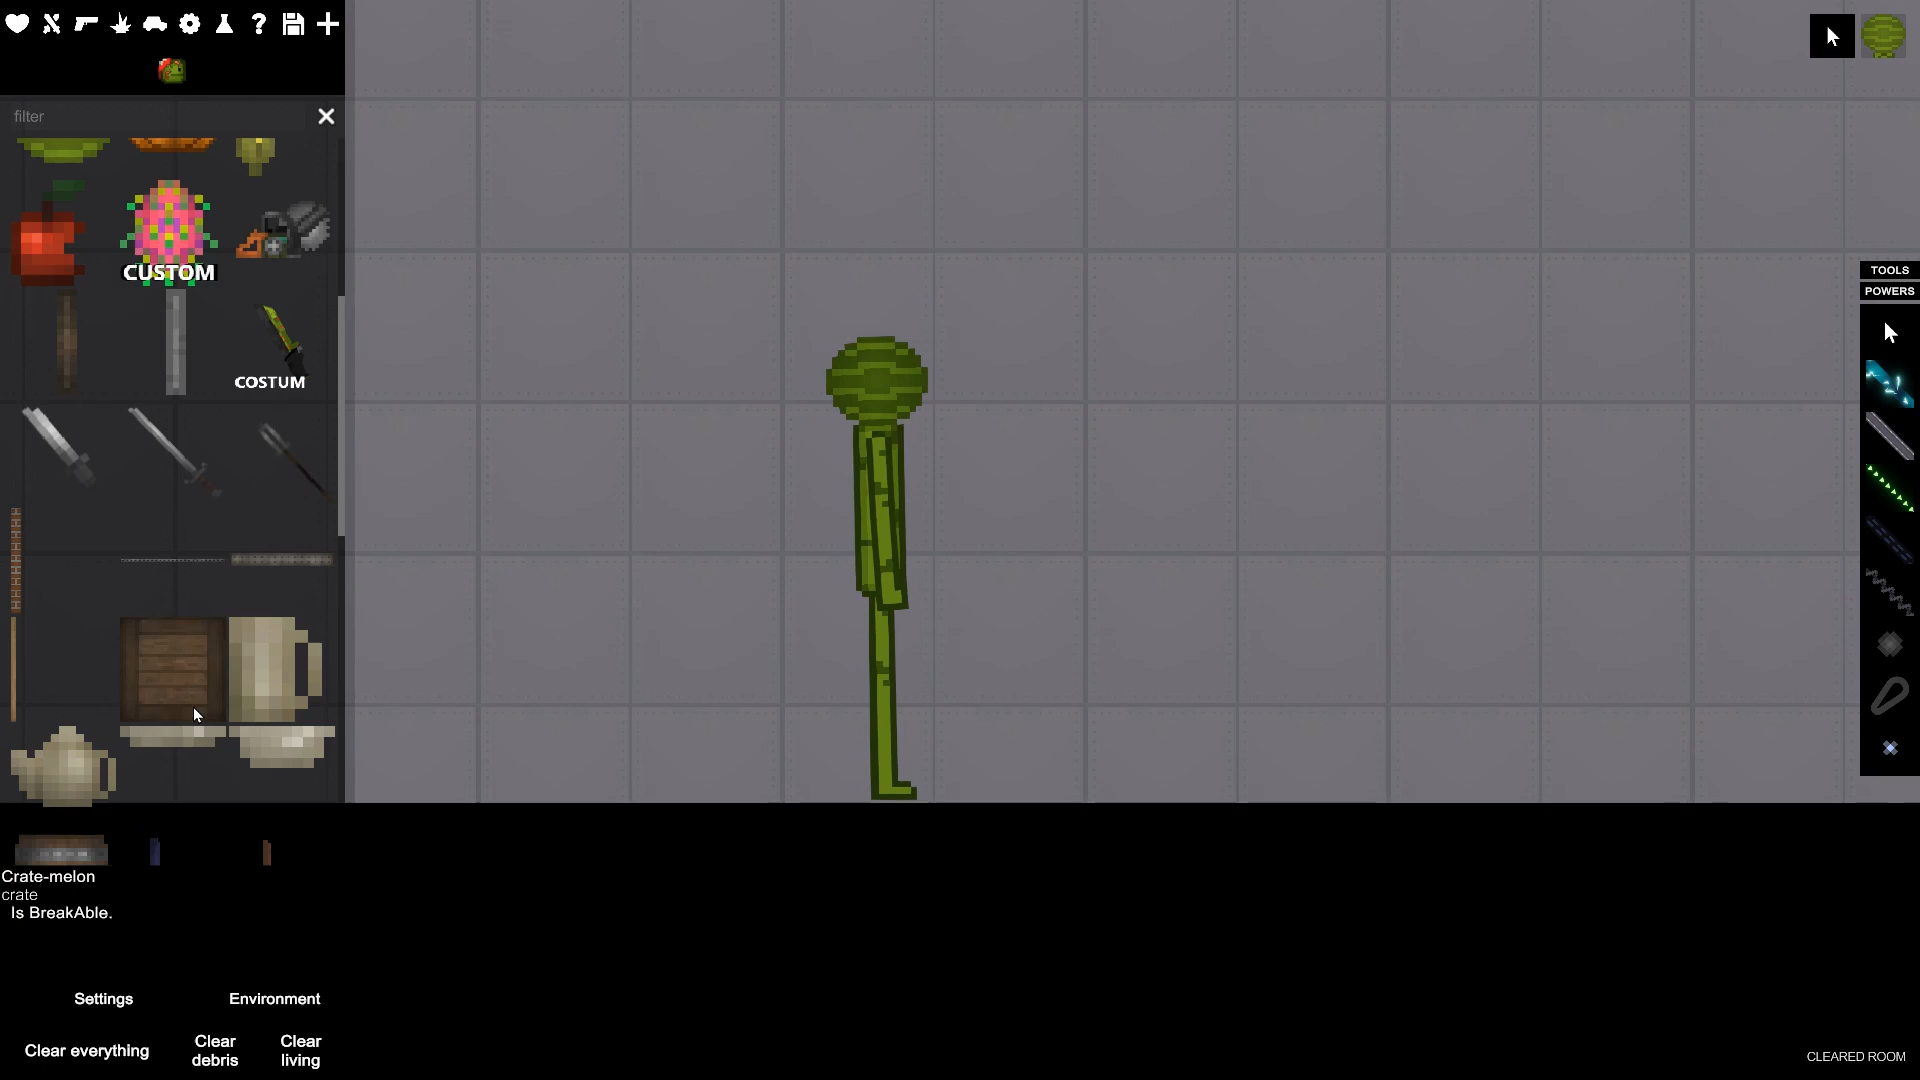 filter
CUSTOM
COSTUM
TOOLS
POWERS
Crate-melon
crate
Is BreakAble.
Settings
Environment
Clear everything
Clear
debris
Clear
living
CLEARED ROOM